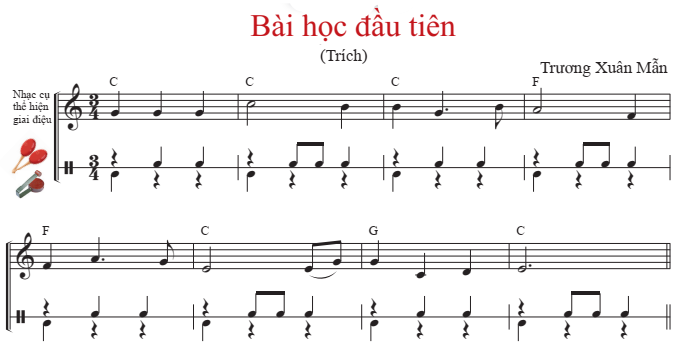 Bài học đầu tiên
(Trích)
Trương Xuân Mẫn
Nhạc cụ
thể hiện
giai điệu
C C C F
3
4
3
4
F C G C